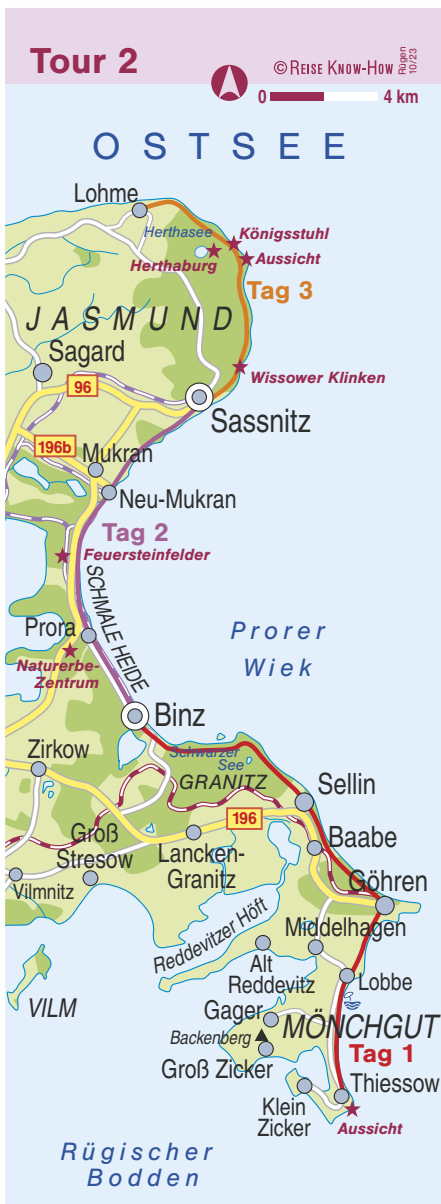 Tour 2
© REISE KNOW-HOW
Rügen
10/23
0 4 km
OSTSEE
Lohme
Herthasee
Königsstuhl
Herthaburg
Aussicht
Tag 3
JASMUND
Sagard
Wissower Klinken
96
Sassnitz
196b
Mukran
Neu-Mukran
Tag 2
Feuersteinfelder
SCHMALE HEIDE
Prora
Prorer
Wiek
Naturerbe-
Zentrum
Binz
Zirkow
Schwarzer
See
GRANITZ
Sellin
196
Groß
Stresow
Lancken-
Granitz
Baabe
Vilmnitz
Göhren
Reddevitzer Höft
Middelhagen
Alt
Reddevitz
Lobbe
VILM
Gager
MÖNCHGUT
Backenberg
Groß Zicker
Tag 1
Klein
Zicker
Thiessow
Aussicht
Rügischer
Bodden